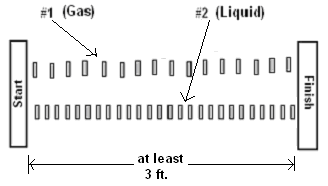 #1 (Gas)
#2 (Liquid)
Start
Finish
at least
3 ft.